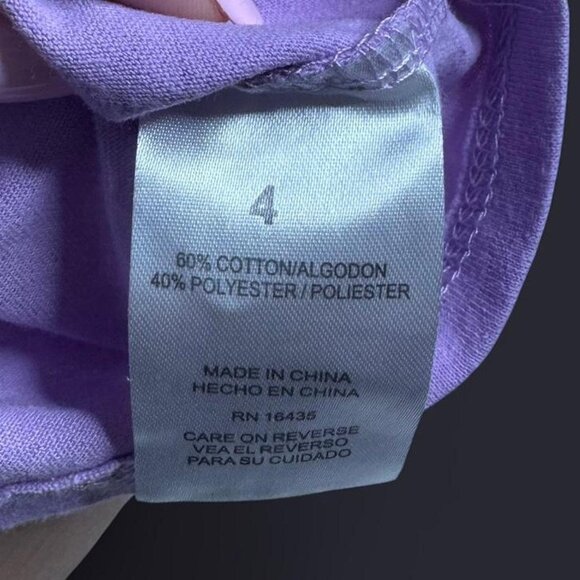 4
60% COTTON/ALGODON
40% POLYESTER/POLIESTER
MADE IN CHINA
HECHO EN CHINA
RN 16435
CARE ON REVERSE
VEA EL REVERSO
PARA SU CUIDADO